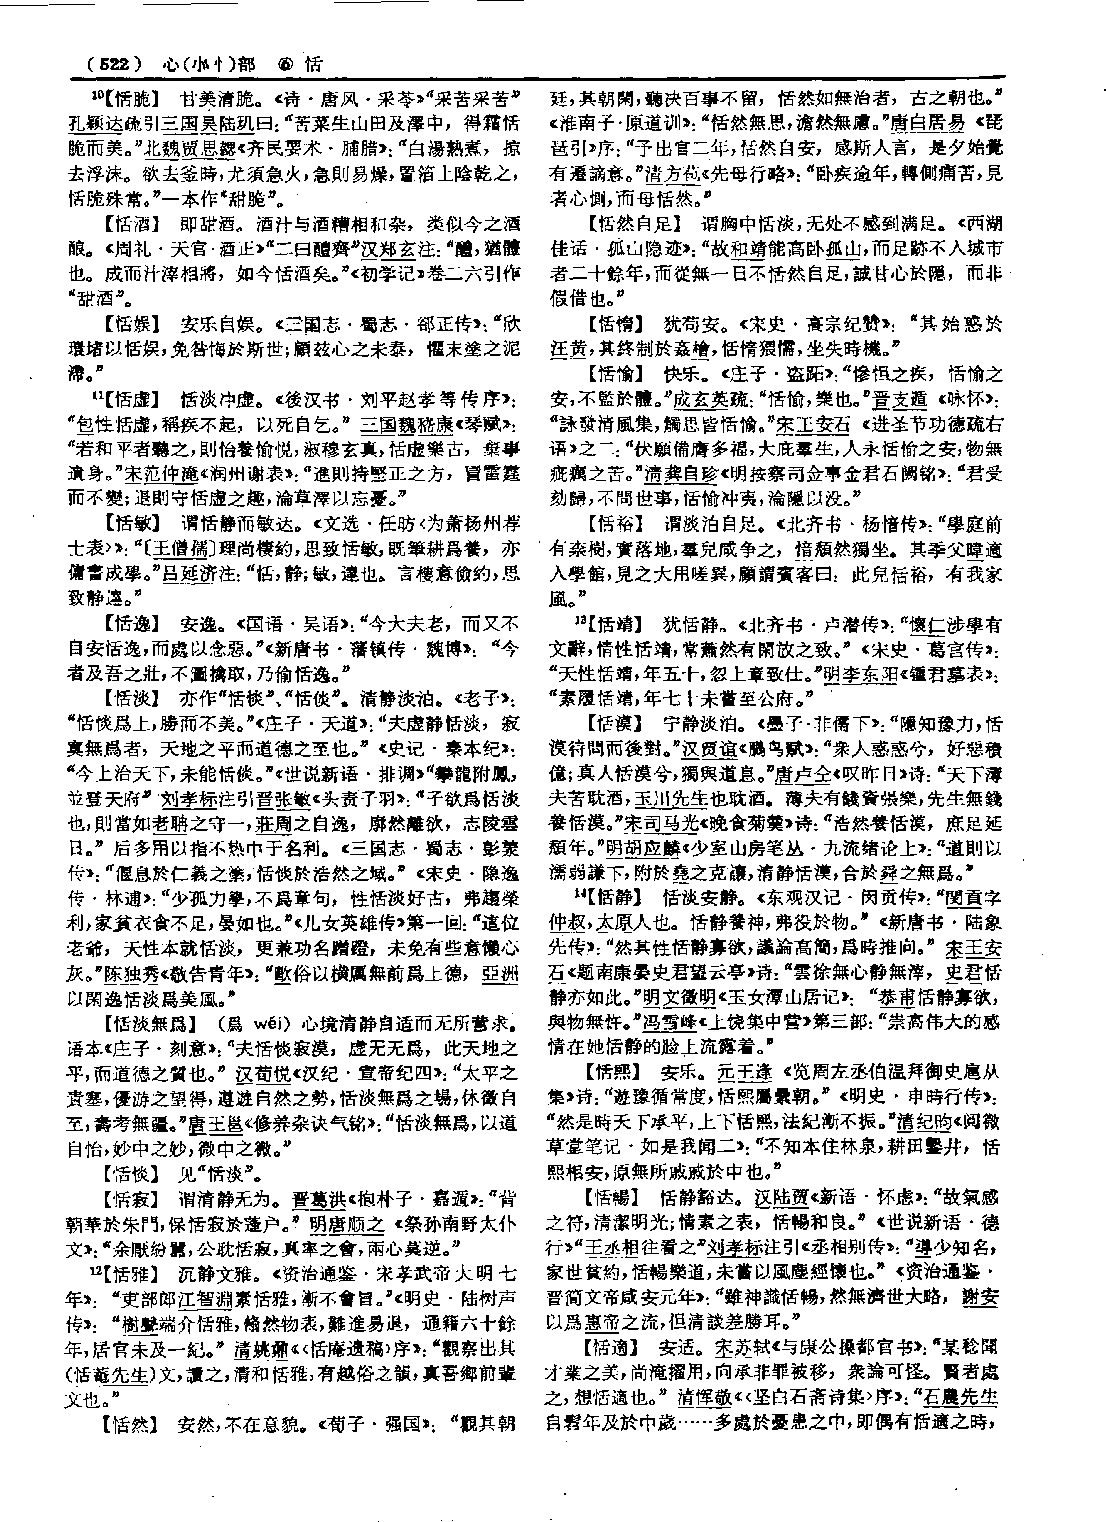 （522） 心(⺗忄)部 ⑥ 恬
10【恬脆】 甘美清脆。《诗·唐风·采苓》“采苦采苦”
孔颖达疏引三国吴陆玑曰：“苦菜生山田及澤中，得霜恬
脆而美。”北魏贾思勰《齐民要术·脯腊》：“白湯熟煮，掠
去浮沫。欲去釜時，尤須急火，急則易燥，置箔上陰乾之，
恬脆殊常。”一本作“甜脆”。
【恬酒】 即甜酒。酒汁与酒糟相和杂，类似今之酒
酿。《周礼·天官·酒正》“二曰醴齊”汉郑玄注：“醴，猶體
也。成而汁滓相將，如今恬酒矣。”《初学记》卷二六引作
“甜酒”。
【恬娱】 安乐自娱。《三国志·蜀志·郤正传》：“欣
環堵以恬娱，免咎悔於斯世；顧兹心之未泰，懼末塗之泥
滯。”
11【恬虚】 恬淡冲虚。《後汉书·刘平赵孝等传序》：
“包性恬虚，稱疾不起，以死自乞。”三国魏嵇康《琴赋》：
“若和平者聽之，則怡養愉悦，淑穆玄真，恬虚樂古，棄事
遺身。”宋范仲淹《润州谢表》：“進則持堅正之方，冒雷霆
而不變；退則守恬虚之趣，淪草澤以忘憂。”
【恬敏】 谓恬静而敏达。《文选·任昉〈为萧扬州荐
士表〉》：“〔王僧孺〕理尚棲約，思致恬敏，既筆耕爲養，亦
傭書成學。”吕延济注：“恬，静；敏，達也。言棲意儉約，思
致静達。”
【恬逸】 安逸。《国语·吴语》：“今大夫老，而又不
自安恬逸，而處以念惡。”《新唐书·藩镇传·魏博》：“今
者及吾之壯，不圖擒取，乃偷恬逸。”
【恬淡】 亦作“恬惔”、“恬倓”。清静淡泊。《老子》：
“恬惔爲上，勝而不美。”《庄子·天道》：“夫虚静恬淡，寂
寞無爲者，天地之平而道德之至也。”《史记·秦本纪》：
“今上治天下，未能恬倓。”《世说新语·排调》“攀龍附鳳，
並登天府”刘孝标注引晋张敏《头责子羽》：“子欲爲恬淡
也，則當如老聃之守一，莊周之自逸，廓然離欲，志陵雲
日。”后多用以指不热中于名利。《三国志·蜀志·彭羕
传》：“偃息於仁義之途，恬惔於浩然之域。”《宋史·隐逸
传·林逋》：“少孤力學，不爲章句，性恬淡好古，弗趨榮
利，家貧衣食不足，晏如也。”《儿女英雄传》第一回：“這位
老爺，天性本就恬淡，更兼功名蹭蹬，未免有些意懶心
灰。”陈独秀《敬告青年》：“歐俗以横厲無前爲上德，亞洲
以閑逸恬淡爲美風。”
【恬淡無爲】 （爲 wéi）心境清静自适而无所营求。
语本《庄子·刻意》：“夫恬惔寂漠，虚无无爲，此天地之
平，而道德之質也。”汉荀悦《汉纪·宣帝纪四》：“太平之
責塞，優游之望得，遵遊自然之勢，恬淡無爲之場，休徵自
至，壽考無疆。”唐王邕《修养杂诀气铭》：“恬淡無爲，以道
自怡，妙中之妙，微中之微。”
【恬惔】 见“恬淡”。
【恬寂】 谓清静无为。晋葛洪《抱朴子·嘉遯》：“背
朝華於朱門，保恬寂於蓬户。”明唐顺之《祭孙南野太仆
文》：“余厭紛囂，公耽恬寂，真率之會，兩心莫逆。”
12【恬雅】 沉静文雅。《资治通鉴·宋孝武帝大明七
年》：“吏部郎江智淵素恬雅，漸不會旨。”《明史·陆树声
传》：“樹聲端介恬雅，翛然物表，難進易退，通籍六十餘
年，居官未及一紀。”清姚鼐《〈恬庵遗稿〉序》：“觀察出其
(恬菴先生)文，讀之，清和恬雅，有越俗之韻，真吾鄉前輩
文也。”
【恬然】 安然，不在意貌。《荀子·强国》：“觀其朝
廷，其朝閑，聽决百事不留，恬然如無治者，古之朝也。”
《淮南子·原道训》：“恬然無思，澹然無慮。”唐白居易《琵
琶引》序：“予出官二年，恬然自安，感斯人言，是夕始覺
有遷謫意。”清方苞《先母行略》：“卧疾逾年，轉側痛苦，見
者心惻，而母恬然。”
【恬然自足】 谓胸中恬淡，无处不感到满足。《西湖
佳话·孤山隐迹》：“故和靖能高卧孤山，而足跡不入城市
者二十餘年，而從無一日不恬然自足，誠甘心於隱，而非
假借也。”
【恬惰】 犹苟安。《宋史·高宗纪赞》：“其始惑於
汪黄，其终制於姦檜，恬惰猥懦，坐失時機。”
【恬愉】 快乐。《庄子·盗跖》：“慘怛之疾，恬愉之
安，不監於體。”成玄英疏：“恬愉，樂也。”晋支遁《咏怀》：
“詠發清風集，觸思皆恬愉。”宋王安石《进圣节功德疏右
语》之二：“伏願備膺多福，大庇羣生，人永恬愉之安，物無
疵癘之苦。”清龚自珍《明按察司佥事金君石阙铭》：“君受
劾歸，不問世事，恬愉冲夷，淪隱以没。”
【恬裕】 谓淡泊自足。《北齐书·杨愔传》：“學庭前
有柰樹，實落地，羣兒咸争之，愔頹然獨坐。其季父暐適
入學館，見之大用嗟異，顧謂賓客曰：此兒恬裕，有我家
風。”
13【恬靖】 犹恬静。《北齐书·卢潜传》：“懷仁涉學有
文辭，情性恬靖，常蕭然有閑放之致。”《宋史·葛宫传》：
“天性恬靖，年五十，忽上章致仕。”明李东阳《锺君墓表》：
“素履恬靖，年七十未嘗至公府。”
【恬漠】 宁静淡泊。《墨子·非儒下》：“隱知豫力，恬
漠待問而後對。”汉贾谊《鵩鸟赋》：“衆人惑惑兮，好惡積
億；真人恬漠兮，獨與道息。”唐卢仝《叹昨日》诗：“天下薄
夫苦耽酒，玉川先生也耽酒。薄夫有錢資張樂，先生無錢
養恬漠。”宋司马光《晚食菊羹》诗：“浩然養恬漠，庶足延
頹年。”明胡应麟《少室山房笔丛·九流绪论上》：“道則以
濡弱謙下，附於堯之克讓，清静恬漠，合於舜之無爲。”
14【恬静】 恬淡安静。《东观汉记·闵贡传》：“閔貢字
仲叔，太原人也。恬静養神，弗役於物。”《新唐书·陆象
先传》：“然其性恬静寡欲，議論高簡，爲時推向。”宋王安
石《题南康晏史君望云亭》诗：“雲徐無心静無滓，史君恬
静亦如此。”明文徵明《玉女潭山居记》：“恭甫恬静寡欲，
與物無忤。”冯雪峰《上饶集中营》第三部：“崇高伟大的感
情在她恬静的脸上流露着。”
【恬熙】 安乐。元王逢《览周左丞伯温拜御史扈从
集》诗：“遊豫循常度，恬熙屬曩朝。”《明史·申時行传》：
“然是時天下承平，上下恬熙，法紀漸不振。”清纪昀《阅微
草堂笔记·如是我闻二》：“不知本住林泉，耕田鑿井，恬
熙相安，原無所戚戚於中也。”
【恬暢】 恬静豁达。汉陆贾《新语·怀虑》：“故氣感
之符，清潔明光；情素之表，恬暢和良。”《世说新语·德
行》“王丞相往看之”刘孝标注引《丞相别传》：“導少知名，
家世貧約，恬暢樂道，未嘗以風塵經懷也。”《资治通鉴·
晋简文帝咸安元年》：“雖神識恬暢，然無濟世大略，謝安
以爲惠帝之流，但清談差勝耳。”
【恬適】 安适。宋苏轼《与康公操都官书》：“某稔聞
才業之美，尚淹擢用，向承非罪被移，衆論可怪。賢者處
之，想恬適也。”清恽敬《〈坚白石斋诗集〉序》：“石農先生
自髫年及於中歲……多處於憂患之中，即偶有恬適之時，